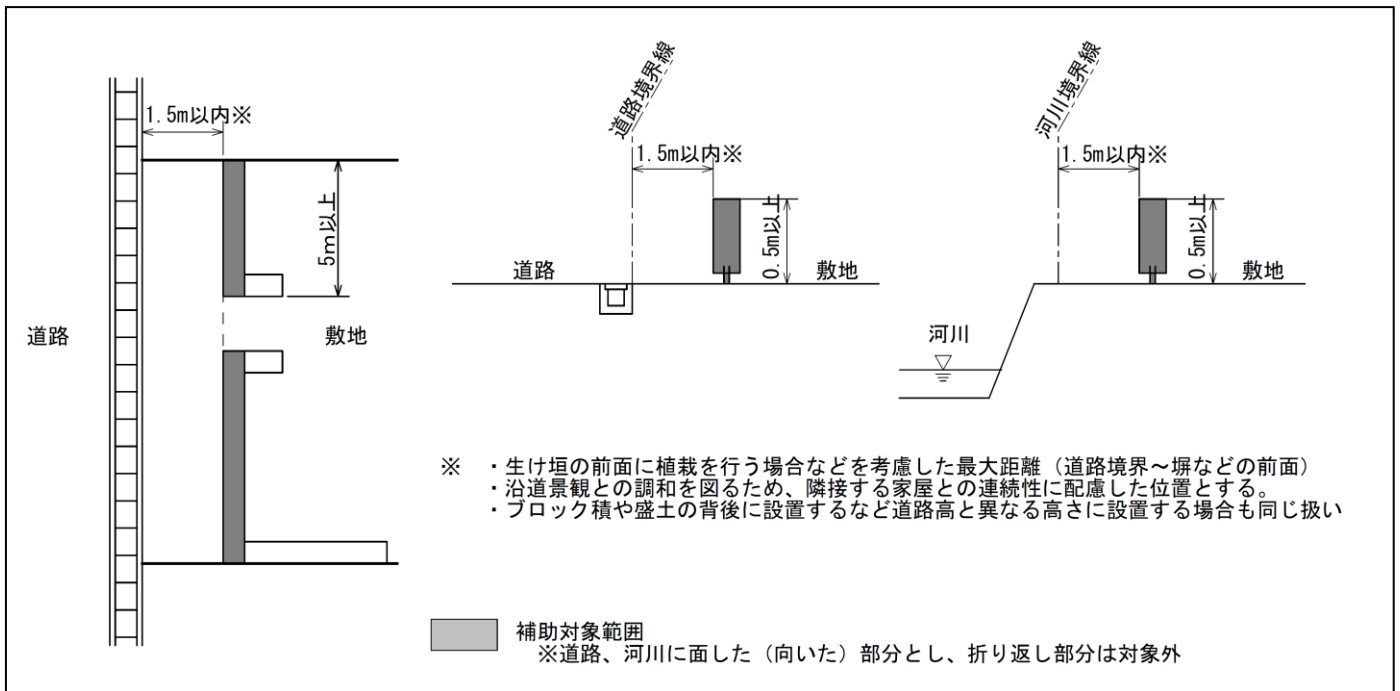 1.5m以内※
5m以上
道路
敷地
道路境界線
1.5m以内※
0.5m以上
道路
敷地
河川境界線
1.5m以内※
0.5m以上
河川
敷地
※ ・生け垣の前面に植栽を行う場合などを考慮した最大距離（道路境界～塀などの前面）
・沿道景観との調和を図るため、隣接する家屋との連続性に配慮した位置とする。
・ブロック積や盛土の背後に設置するなど道路高と異なる高さに設置する場合も同じ扱い
補助対象範囲
※道路、河川に面した（向いた）部分とし、折り返し部分は対象外